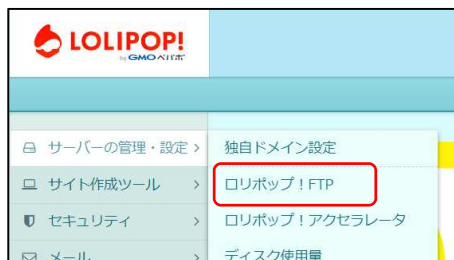 LOLIPOP!
by GMOペパボ
サーバーの管理・設定 >
独自ドメイン設定
サイト作成ツール >
ロリポップ！FTP
セキュリティ >
ロリポップ！アクセラレータ
メール >
ディスク使用量